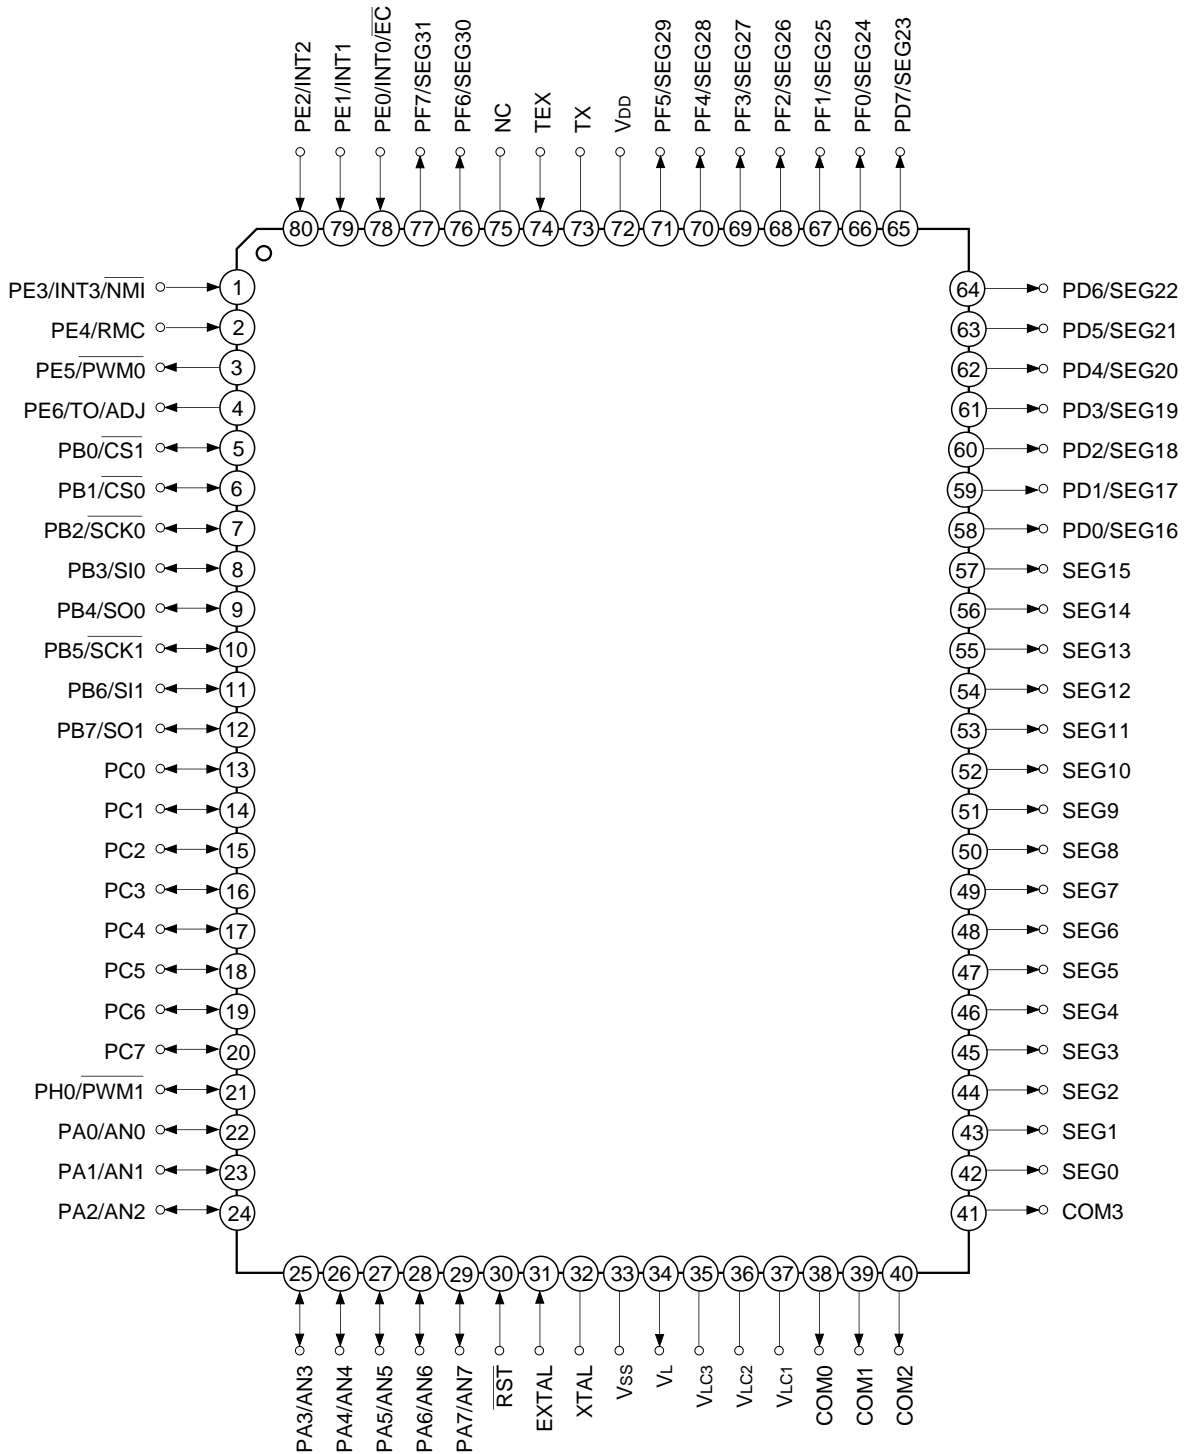 PE2/INT2
PE1/INT1
PE0/INT0/E̅C̅
PF7/SEG31
PF6/SEG30
NC
TEX
TX
VDD
PF5/SEG29
PF4/SEG28
PF3/SEG27
PF2/SEG26
PF1/SEG25
PF0/SEG24
PD7/SEG23
80
79
78
77
76
75
74
73
72
71
70
69
68
67
66
65
PE3/INT3/N̅M̅I̅ 1
PE4/RMC 2
PE5/P̅W̅M̅0̅ 3
PE6/TO/ADJ 4
PB0/C̅S̅1̅ 5
PB1/C̅S̅0̅ 6
PB2/S̅C̅K̅0̅ 7
PB3/SI0 8
PB4/SO0 9
PB5/S̅C̅K̅1̅ 10
PB6/SI1 11
PB7/SO1 12
PC0 13
PC1 14
PC2 15
PC3 16
PC4 17
PC5 18
PC6 19
PC7 20
PH0/P̅W̅M̅1̅ 21
PA0/AN0 22
PA1/AN1 23
PA2/AN2 24
64 PD6/SEG22
63 PD5/SEG21
62 PD4/SEG20
61 PD3/SEG19
60 PD2/SEG18
59 PD1/SEG17
58 PD0/SEG16
57 SEG15
56 SEG14
55 SEG13
54 SEG12
53 SEG11
52 SEG10
51 SEG9
50 SEG8
49 SEG7
48 SEG6
47 SEG5
46 SEG4
45 SEG3
44 SEG2
43 SEG1
42 SEG0
41 COM3
25
26
27
28
29
30
31
32
33
34
35
36
37
38
39
40
PA3/AN3
PA4/AN4
PA5/AN5
PA6/AN6
PA7/AN7
R̅S̅T̅
EXTAL
XTAL
VSS
VL
VLC3
VLC2
VLC1
COM0
COM1
COM2